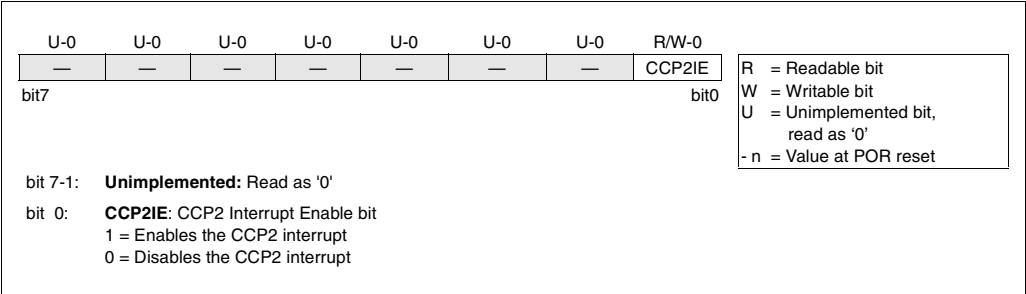 U-0 U-0 U-0 U-0 U-0 U-0 U-0 R/W-0
— — — — — — — CCP2IE
bit7 bit0
R = Readable bit
W = Writable bit
U = Unimplemented bit,
read as ‘0’
- n = Value at POR reset
bit 7-1: Unimplemented: Read as '0'
bit 0: CCP2IE: CCP2 Interrupt Enable bit
1 = Enables the CCP2 interrupt
0 = Disables the CCP2 interrupt